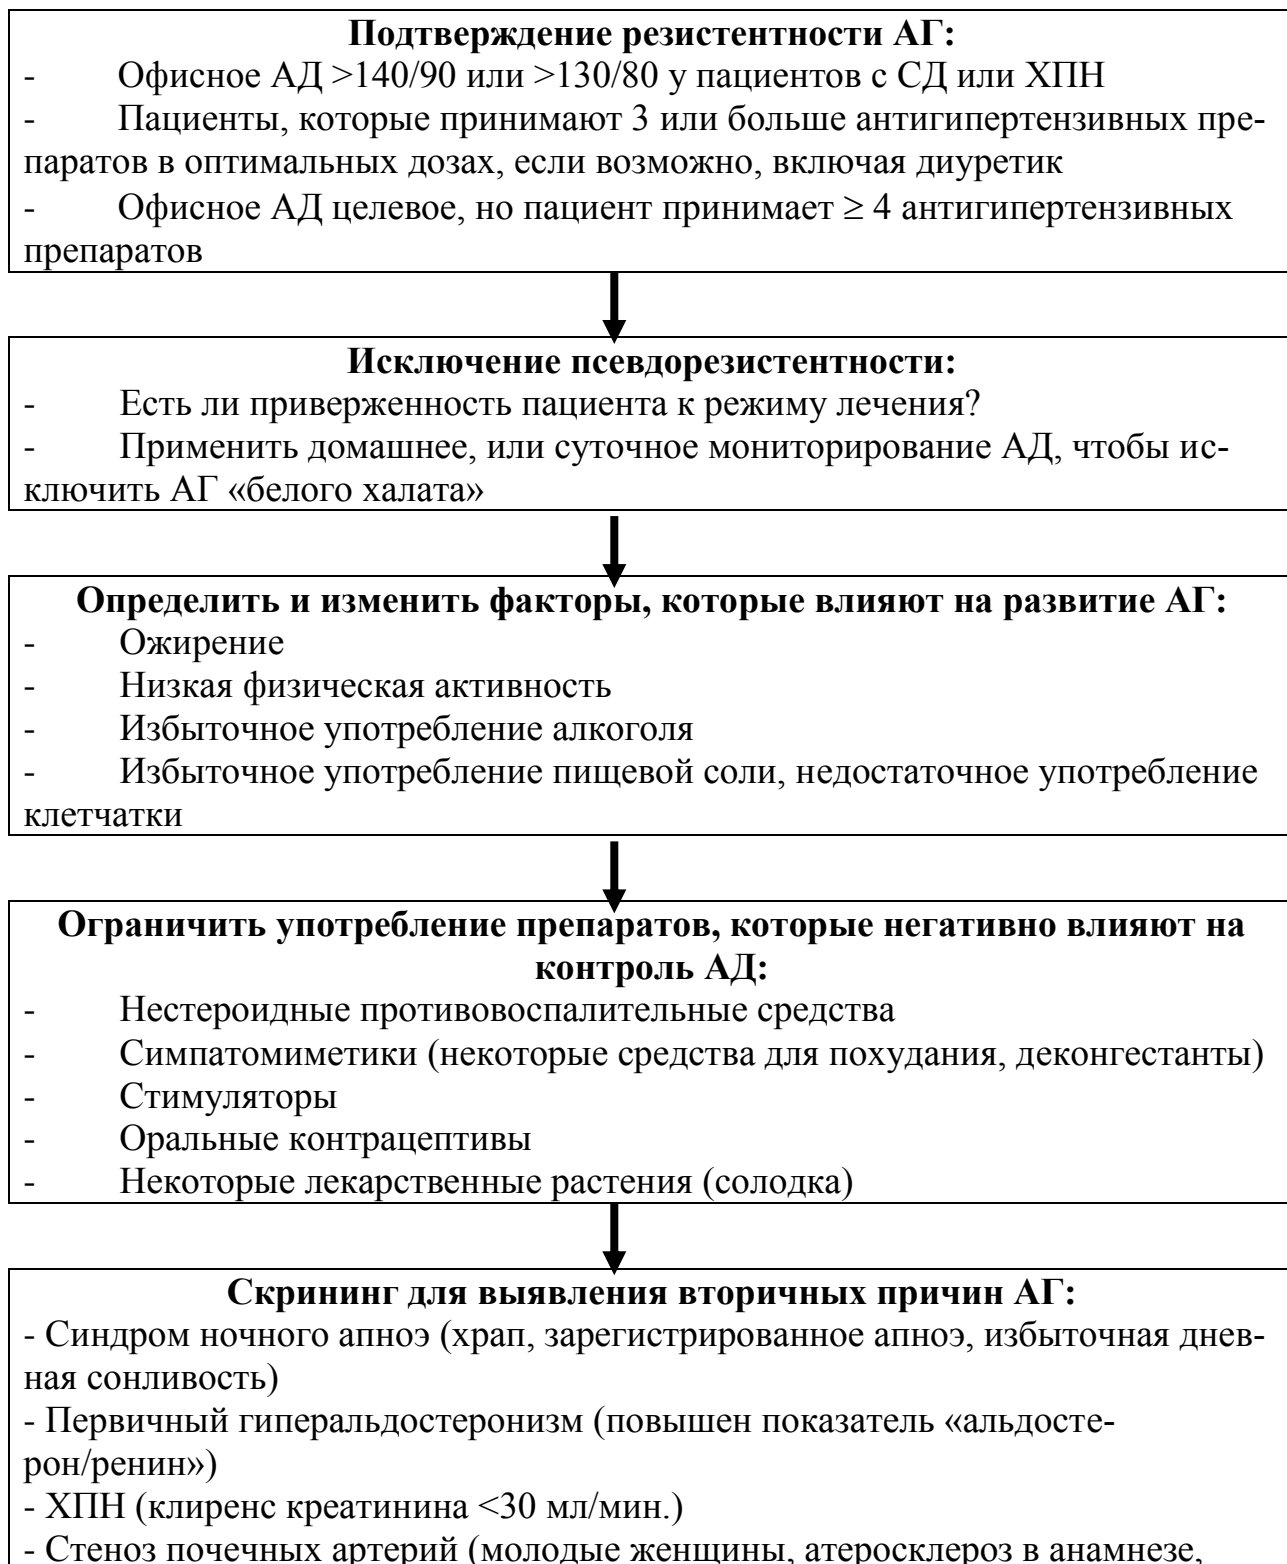 Подтверждение резистентности АГ:
- Офисное АД >140/90 или >130/80 у пациентов с СД или ХПН
- Пациенты, которые принимают 3 или больше антигипертензивных пре-
паратов в оптимальных дозах, если возможно, включая диуретик
- Офисное АД целевое, но пациент принимает ≥ 4 антигипертензивных
препаратов
Исключение псевдорезистентности:
- Есть ли приверженность пациента к режиму лечения?
- Применить домашнее, или суточное мониторирование АД, чтобы ис-
ключить АГ «белого халата»
Определить и изменить факторы, которые влияют на развитие АГ:
- Ожирение
- Низкая физическая активность
- Избыточное употребление алкоголя
- Избыточное употребление пищевой соли, недостаточное употребление
клетчатки
Ограничить употребление препаратов, которые негативно влияют на
контроль АД:
- Нестероидные противовоспалительные средства
- Симпатомиметики (некоторые средства для похудания, деконгестанты)
- Стимуляторы
- Оральные контрацептивы
- Некоторые лекарственные растения (солодка)
Скрининг для выявления вторичных причин АГ:
- Синдром ночного апноэ (храп, зарегистрированное апноэ, избыточная днев-
ная сонливость)
- Первичный гиперальдостеронизм (повышен показатель «альдосте-
рон/ренин»)
- ХПН (клиренс креатинина <30 мл/мин.)
- Стеноз почечных артерий (молодые женщины, атеросклероз в анамнезе,